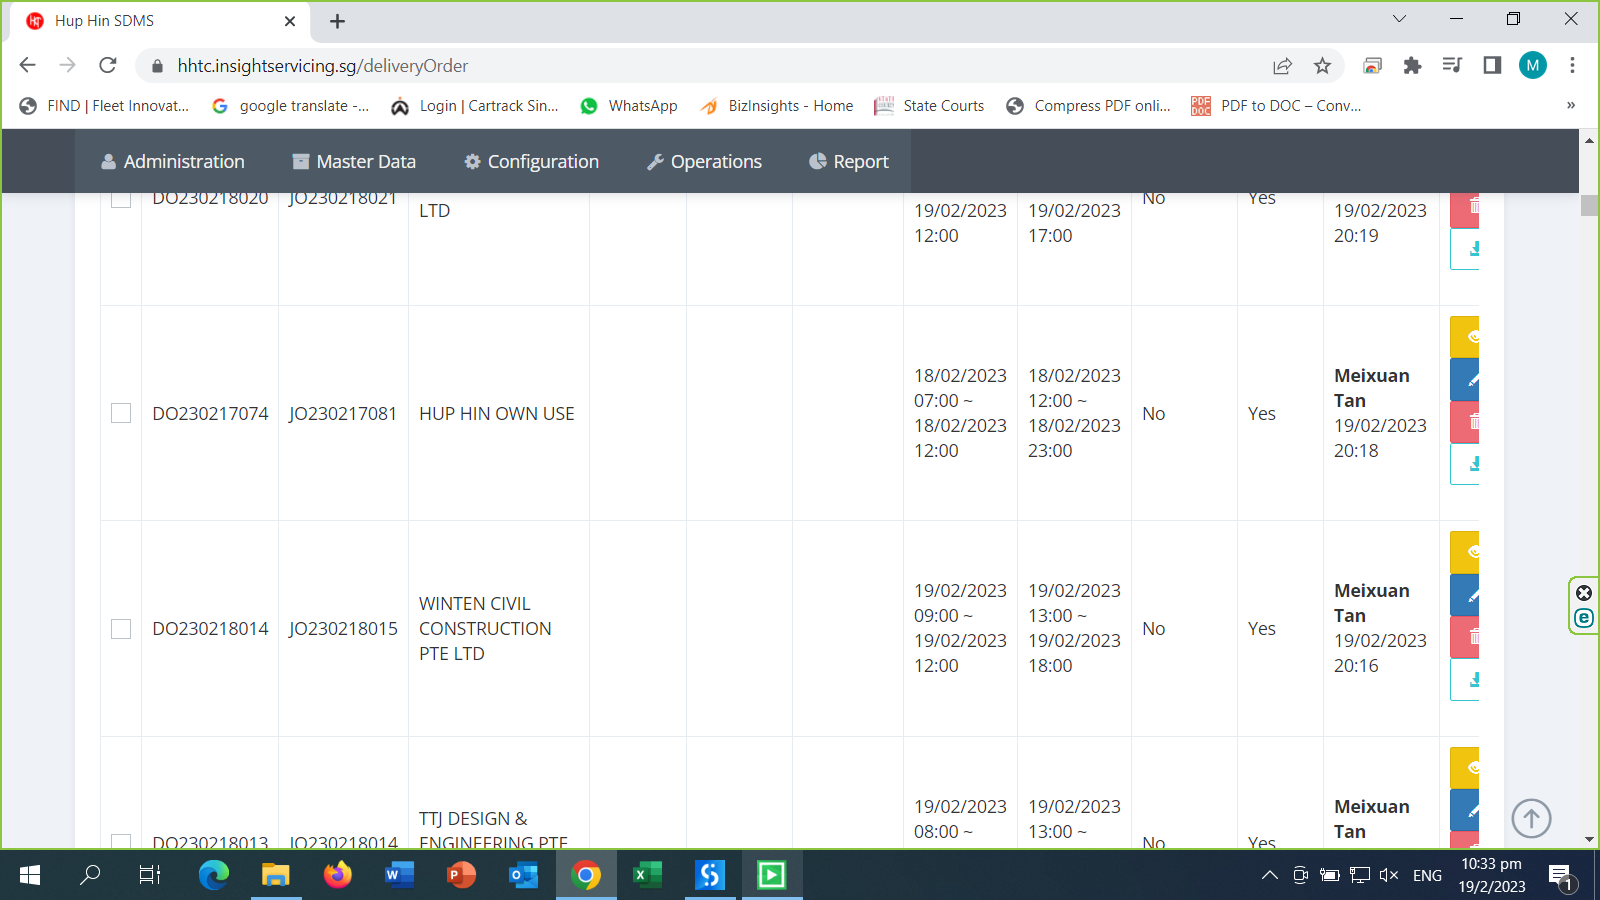 Hup Hin SDMS
hhtc.insightservicing.sg/deliveryOrder
M
FIND | Fleet Innovat...
google translate -...
Login | Cartrack Sin...
WhatsApp
BizInsights - Home
State Courts
Compress PDF onli...
PDF to DOC – Conv...
»
Administration
Master Data
Configuration
Operations
Report
DO230218020 JO230218021 LTD 19/02/2023 12:00 19/02/2023 17:00 No Yes 19/02/2023 20:19
DO230217074
JO230217081
HUP HIN OWN USE
18/02/2023
07:00 ~
18/02/2023
12:00
18/02/2023
12:00 ~
18/02/2023
23:00
No
Yes
Meixuan
Tan
19/02/2023
20:18
DO230218014
JO230218015
WINTEN CIVIL
CONSTRUCTION
PTE LTD
19/02/2023
09:00 ~
19/02/2023
12:00
19/02/2023
13:00 ~
19/02/2023
18:00
No
Yes
Meixuan
Tan
19/02/2023
20:16
DO230218013
JO230218014
TTJ DESIGN &
ENGINEERING PTE
19/02/2023
08:00 ~
19/02/2023
13:00 ~
No
Yes
Meixuan
Tan
ENG
10:33 pm
19/2/2023
1